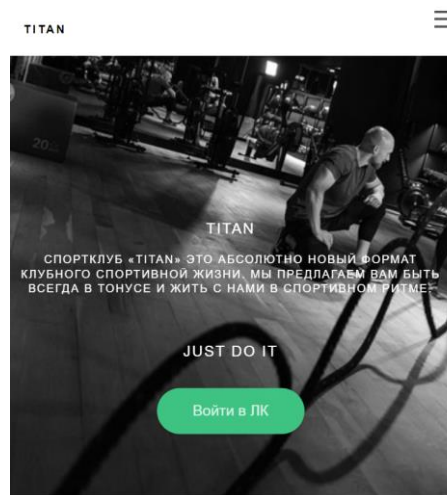 TITAN
20
TITAN
СПОРТКЛУБ «TITAN» ЭТО АБСОЛЮТНО НОВЫЙ ФОРМАТ
КЛУБНОГО СПОРТИВНОЙ ЖИЗНИ. МЫ ПРЕДЛАГАЕМ ВАМ БЫТЬ
ВСЕГДА В ТОНУСЕ И ЖИТЬ С НАМИ В СПОРТИВНОМ РИТМЕ-
JUST DO IT
Войти в ЛК